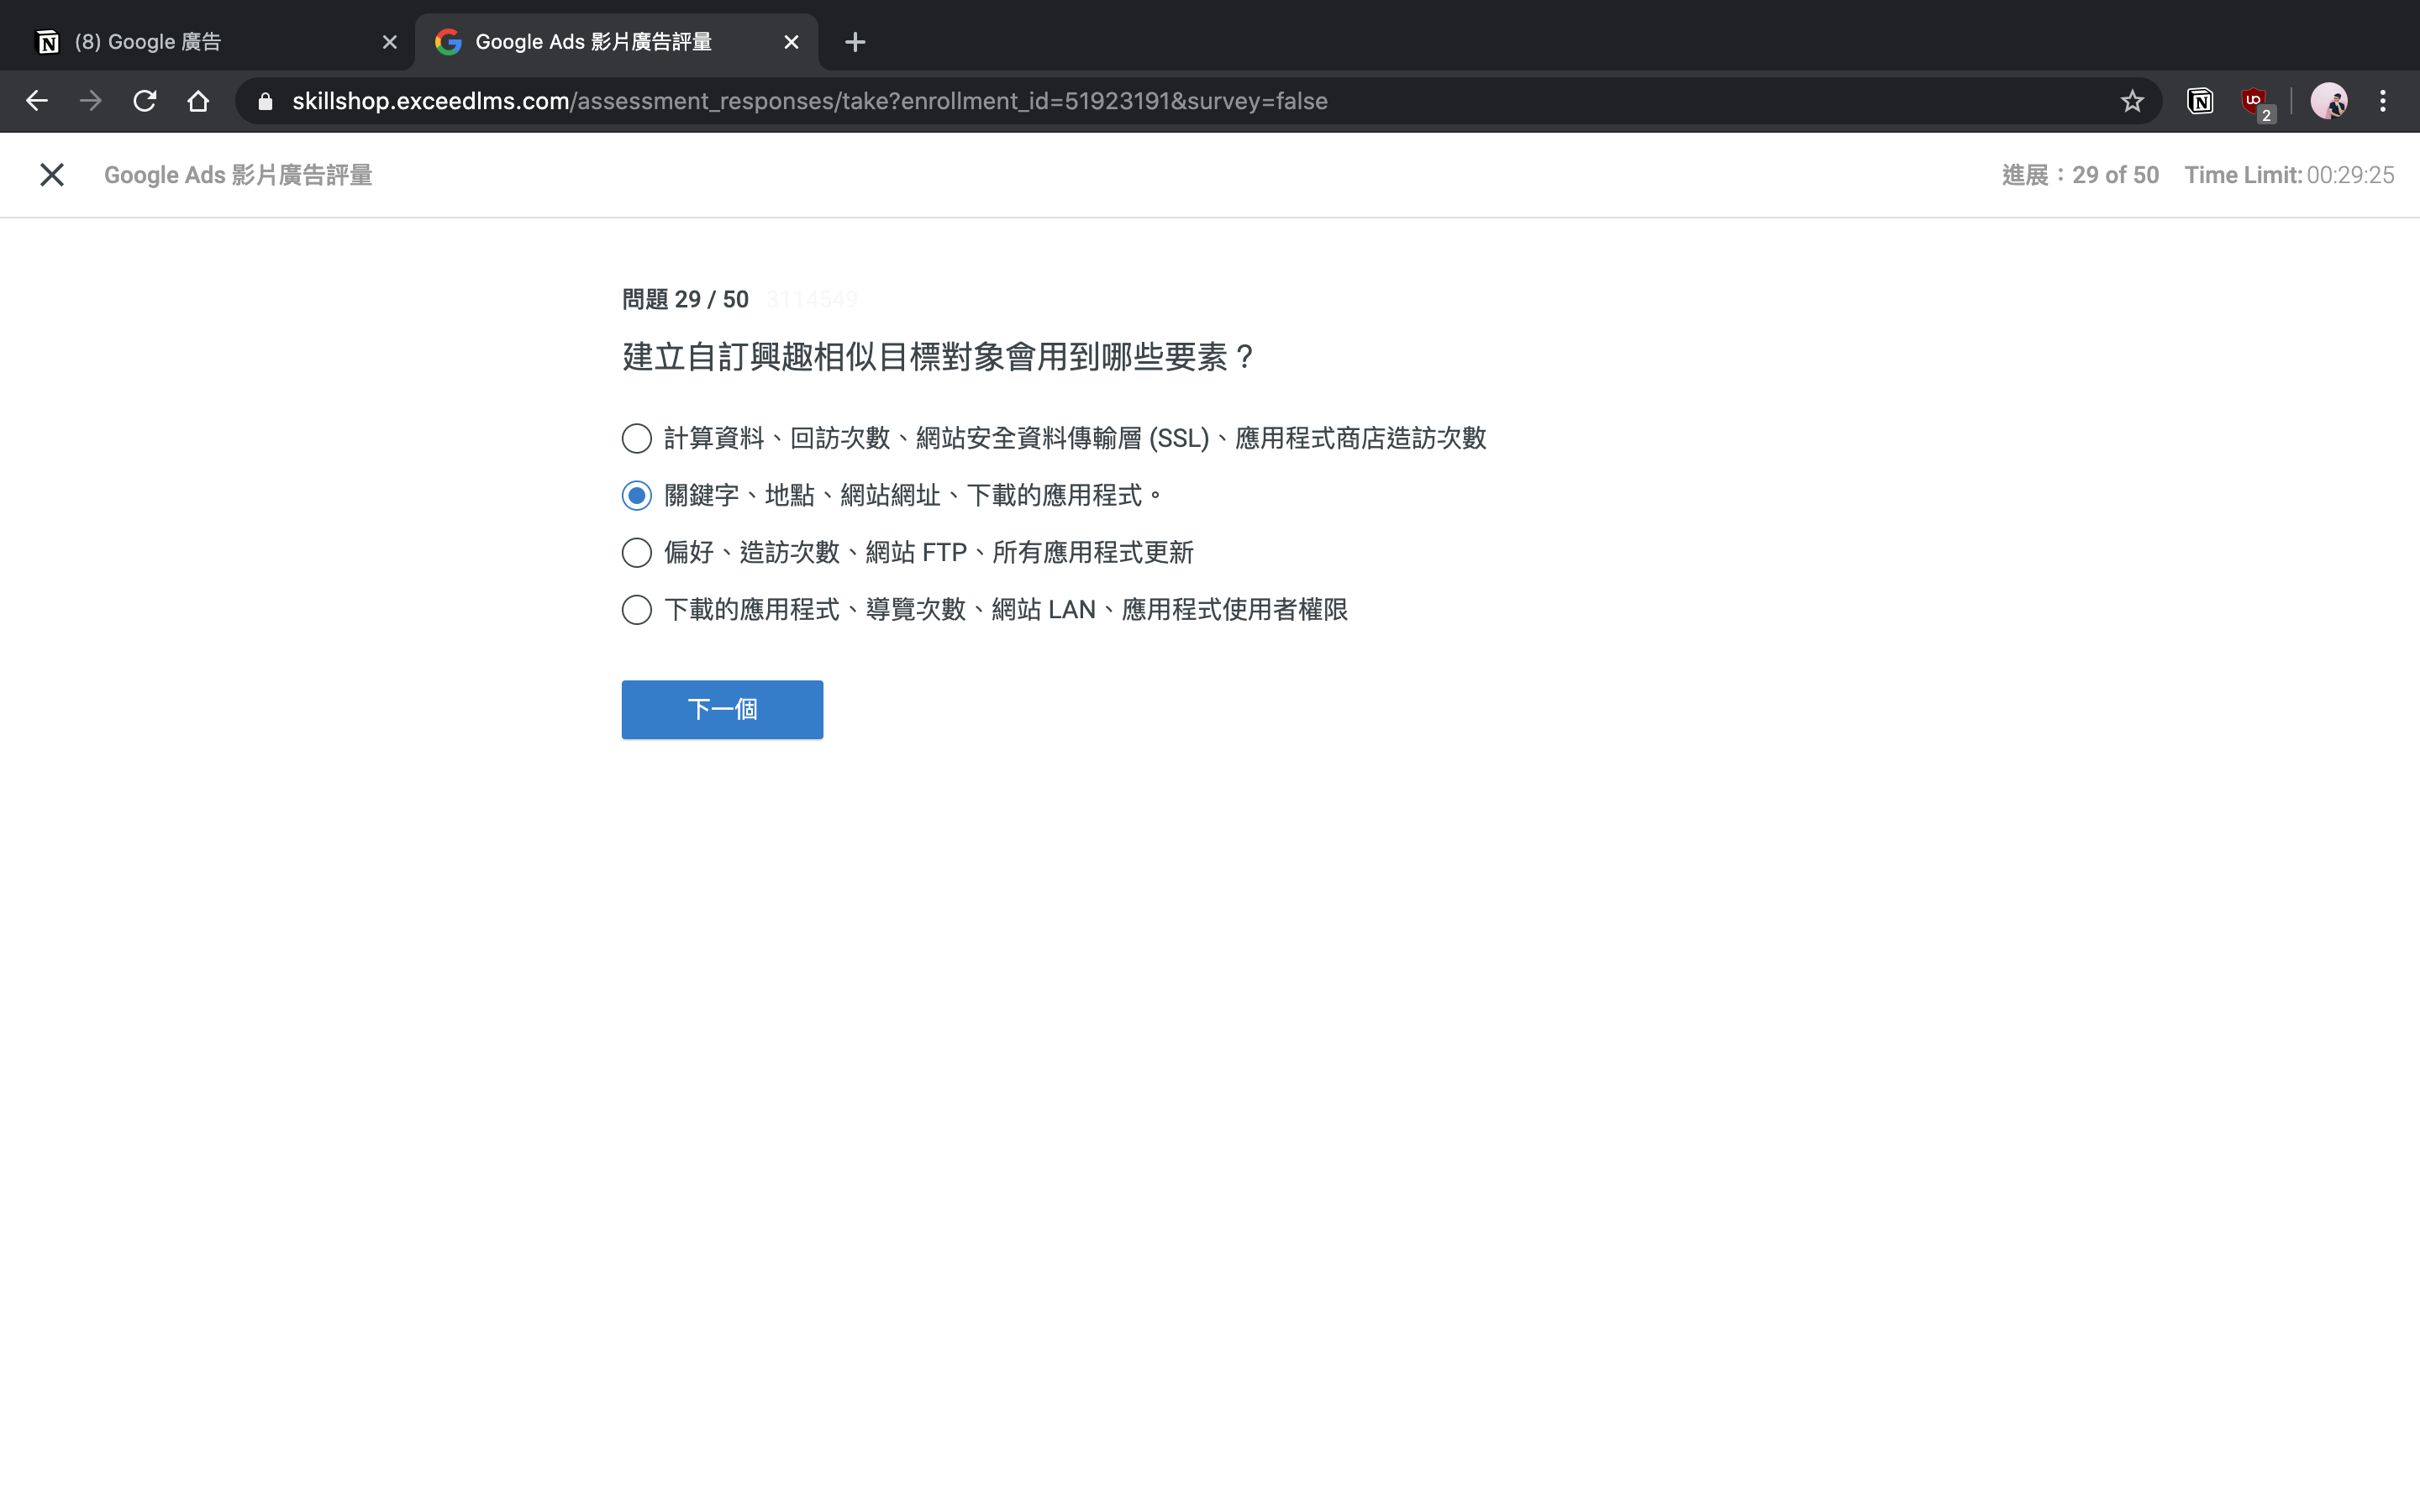 (8) Google 廣告
Google Ads 影片廣告評量
skillshop.exceedlms.com/assessment_responses/take?enrollment_id=51923191&survey=false
2
Google Ads 影片廣告評量
進展：29 of 50 Time Limit: 00:29:25
問題 29 / 50 3114549
建立自訂興趣相似目標對象會用到哪些要素？
計算資料、回訪次數、網站安全資料傳輸層 (SSL)、應用程式商店造訪次數
關鍵字、地點、網站網址、下載的應用程式。
偏好、造訪次數、網站 FTP、所有應用程式更新
下載的應用程式、導覽次數、網站 LAN、應用程式使用者權限
下一個